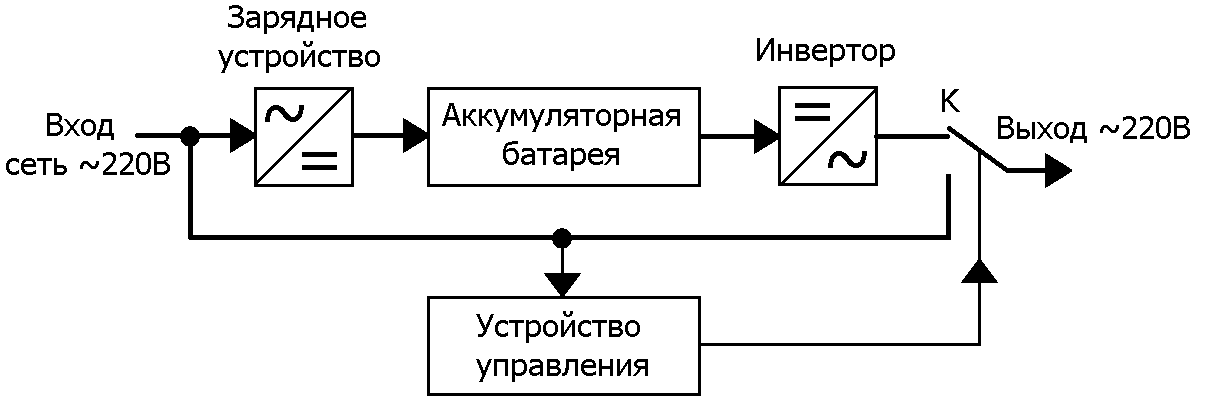 Зарядное
устройство
Инвертор
Вход
сеть ~220В
~
=
Аккумуляторная
батарея
=
~
К
Выход ~220В
Устройство
управления